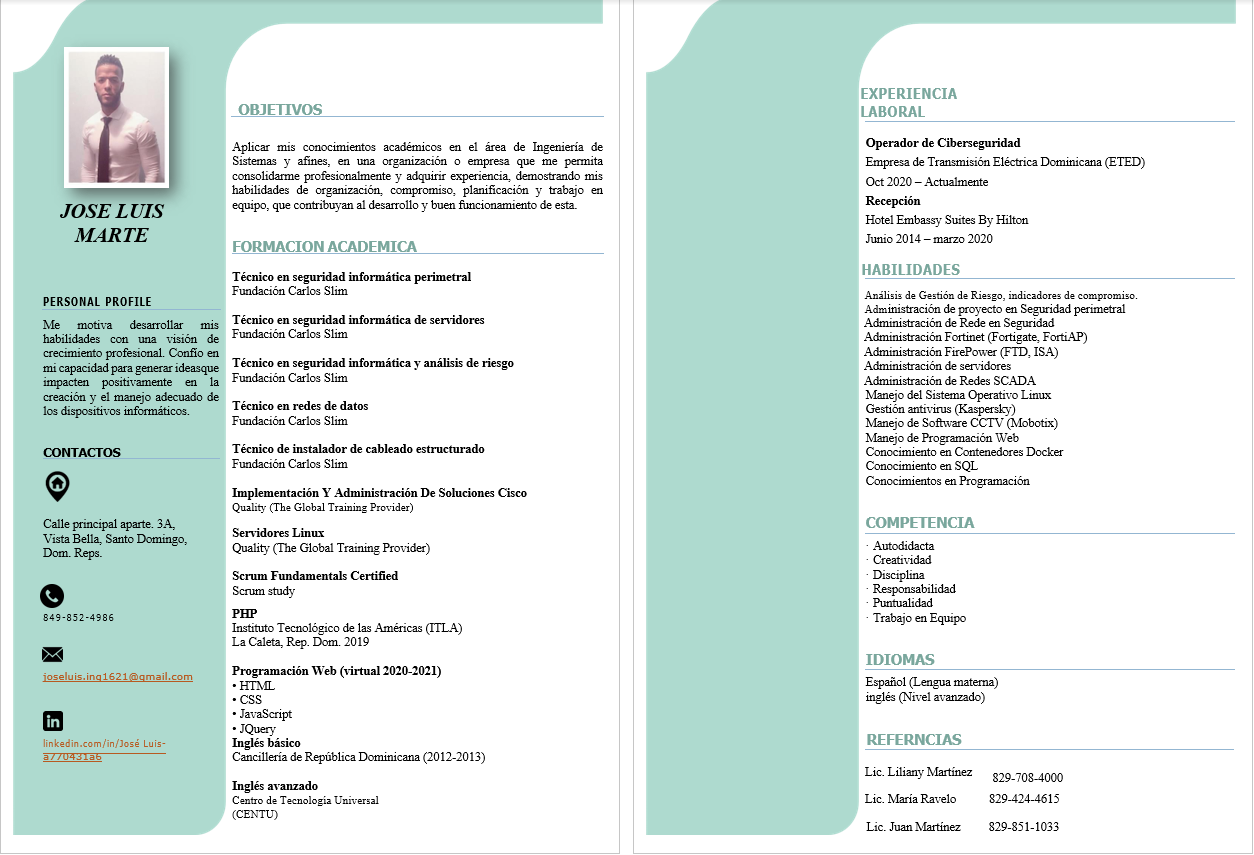 JOSE LUIS
MARTE
PERSONAL PROFILE
Me motiva desarrollar mis
habilidades con una visión de
crecimiento profesional. Confío en
mi capacidad para generar ideasque
impacten positivamente en la
creación y el manejo adecuado de
los dispositivos informáticos.
CONTACTOS
Calle principal aparte. 3A,
Vista Bella, Santo Domingo,
Dom. Reps.
849-852-4986
joseluis.ing1621@gmail.com
linkedin.com/in/José Luis-
a770431a6
OBJETIVOS
Aplicar mis conocimientos académicos en el área de Ingeniería de
Sistemas y afines, en una organización o empresa que me permita
consolidarme profesionalmente y adquirir experiencia, demostrando mis
habilidades de organización, compromiso, planificación y trabajo en
equipo, que contribuyan al desarrollo y buen funcionamiento de esta.
FORMACION ACADEMICA
Técnico en seguridad informática perimetral
Fundación Carlos Slim
Técnico en seguridad informática de servidores
Fundación Carlos Slim
Técnico en seguridad informática y análisis de riesgo
Fundación Carlos Slim
Técnico en redes de datos
Fundación Carlos Slim
Técnico de instalador de cableado estructurado
Fundación Carlos Slim
Implementación Y Administración De Soluciones Cisco
Quality (The Global Training Provider)
Servidores Linux
Quality (The Global Training Provider)
Scrum Fundamentals Certified
Scrum study
PHP
Instituto Tecnológico de las Américas (ITLA)
La Caleta, Rep. Dom. 2019
Programación Web (virtual 2020-2021)
• HTML
• CSS
• JavaScript
• JQuery
Inglés básico
Cancillería de República Dominicana (2012-2013)
Inglés avanzado
Centro de Tecnología Universal
(CENTU)
EXPERIENCIA
LABORAL
Operador de Ciberseguridad
Empresa de Transmisión Eléctrica Dominicana (ETED)
Oct 2020 – Actualmente
Recepción
Hotel Embassy Suites By Hilton
Junio 2014 – marzo 2020
HABILIDADES
Análisis de Gestión de Riesgo, indicadores de compromiso.
Administración de proyecto en Seguridad perimetral
Administración de Rede en Seguridad
Administración Fortinet (Fortigate, FortiAP)
Administración FirePower (FTD, ISA)
Administración de servidores
Administración de Redes SCADA
Manejo del Sistema Operativo Linux
Gestión antivirus (Kaspersky)
Manejo de Software CCTV (Mobotix)
Manejo de Programación Web
Conocimiento en Contenedores Docker
Conocimiento en SQL
Conocimientos en Programación
COMPETENCIA
· Autodidacta
· Creatividad
· Disciplina
· Responsabilidad
· Puntualidad
· Trabajo en Equipo
IDIOMAS
Español (Lengua materna)
inglés (Nivel avanzado)
REFERNCIAS
Lic. Liliany Martínez 829-708-4000
Lic. María Ravelo 829-424-4615
Lic. Juan Martínez 829-851-1033